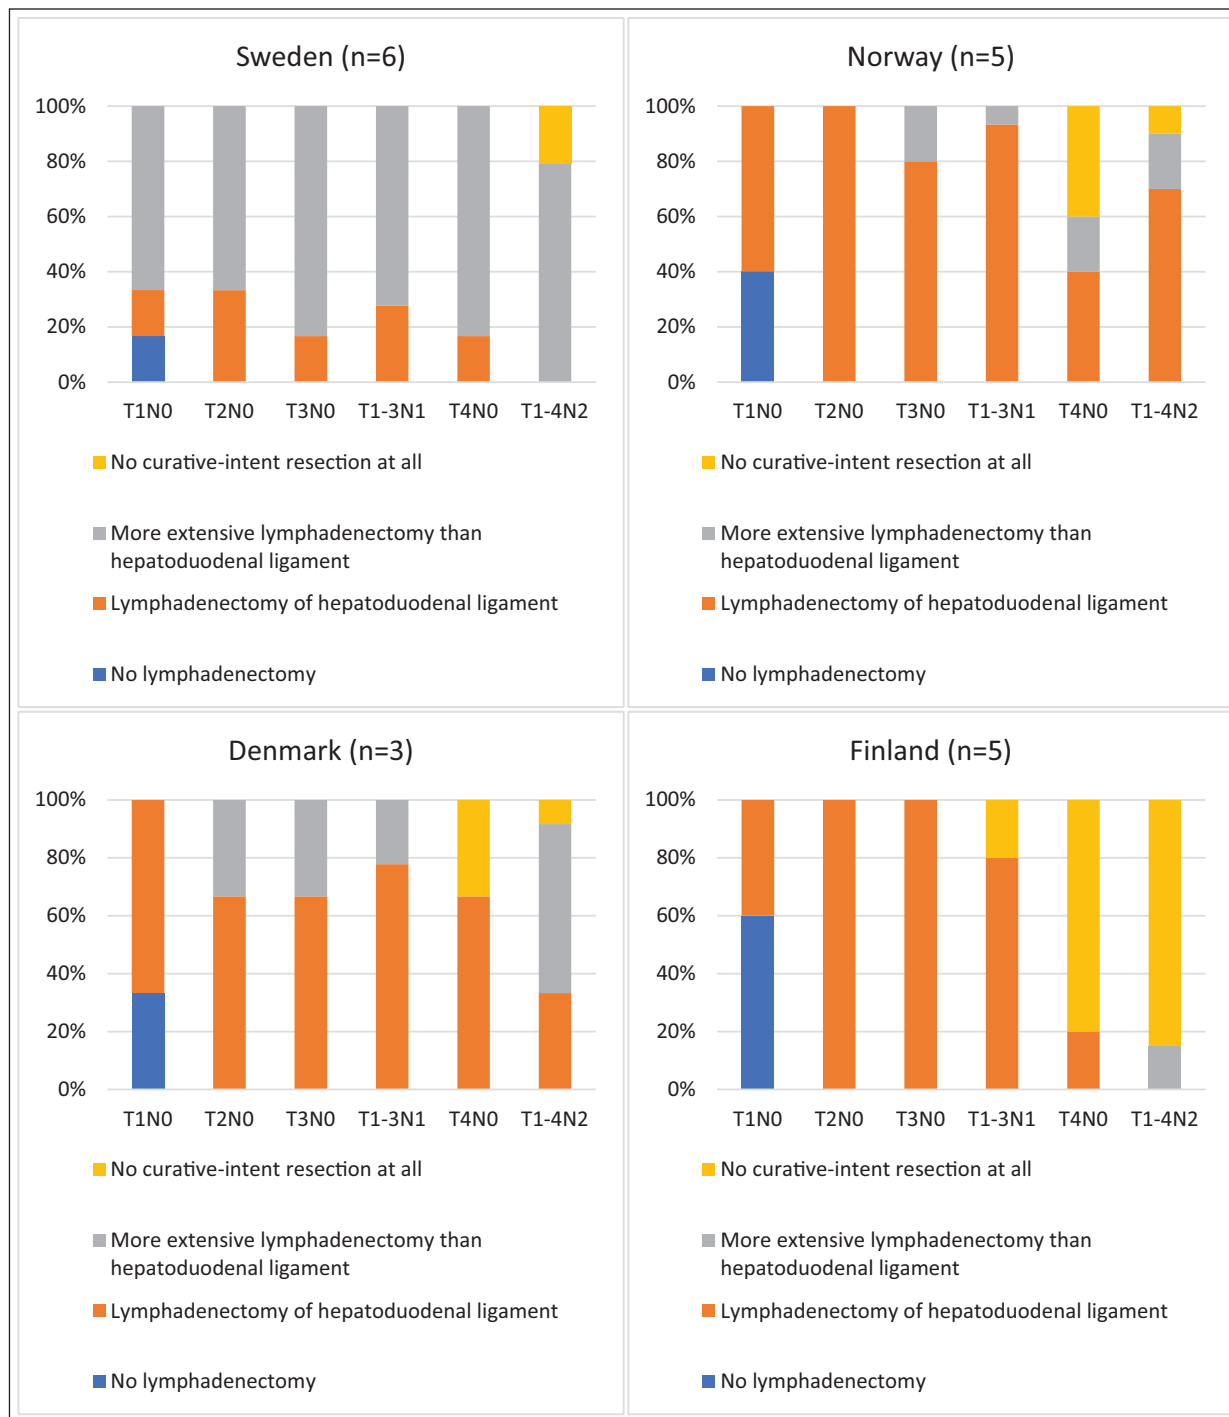 Sweden (n=6)
100%
80%
60%
40%
20%
0%
T1N0 T2N0 T3N0 T1-3N1 T4N0 T1-4N2
No curative-intent resection at all
More extensive lymphadenectomy than
hepatoduodenal ligament
Lymphadenectomy of hepatoduodenal ligament
No lymphadenectomy
Norway (n=5)
100%
80%
60%
40%
20%
0%
T1N0 T2N0 T3N0 T1-3N1 T4N0 T1-4N2
No curative-intent resection at all
More extensive lymphadenectomy than
hepatoduodenal ligament
Lymphadenectomy of hepatoduodenal ligament
No lymphadenectomy
Denmark (n=3)
100%
80%
60%
40%
20%
0%
T1N0 T2N0 T3N0 T1-3N1 T4N0 T1-4N2
No curative-intent resection at all
More extensive lymphadenectomy than
hepatoduodenal ligament
Lymphadenectomy of hepatoduodenal ligament
No lymphadenectomy
Finland (n=5)
100%
80%
60%
40%
20%
0%
T1N0 T2N0 T3N0 T1-3N1 T4N0 T1-4N2
No curative-intent resection at all
More extensive lymphadenectomy than
hepatoduodenal ligament
Lymphadenectomy of hepatoduodenal ligament
No lymphadenectomy